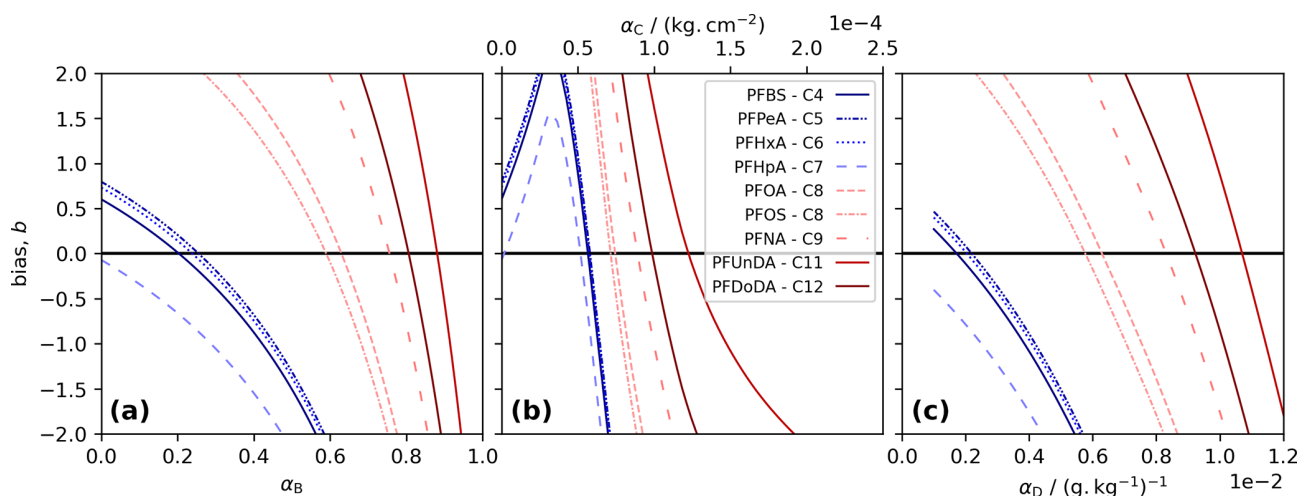 α_C / (kg.cm⁻²) 1e−4
0.0 0.5 1.0 1.5 2.0 2.5
bias, b
2.0
1.5
1.0
0.5
0.0
−0.5
−1.0
−1.5
−2.0
(a)
0.0 0.2 0.4 0.6 0.8 1.0
α_B
(b)
PFBS - C4
PFPeA - C5
PFHxA - C6
PFHpA - C7
PFOA - C8
PFOS - C8
PFNA - C9
PFUnDA - C11
PFDoDA - C12
(c)
0.0 0.2 0.4 0.6 0.8 1.0 1.2
α_D / (g.kg⁻¹)⁻¹ 1e−2